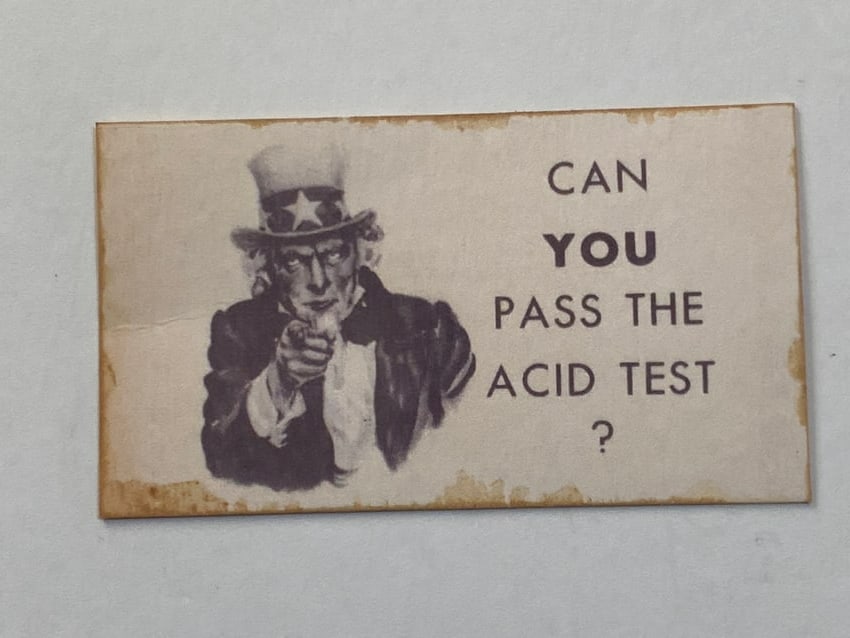 CAN
YOU
PASS THE
ACID TEST
?